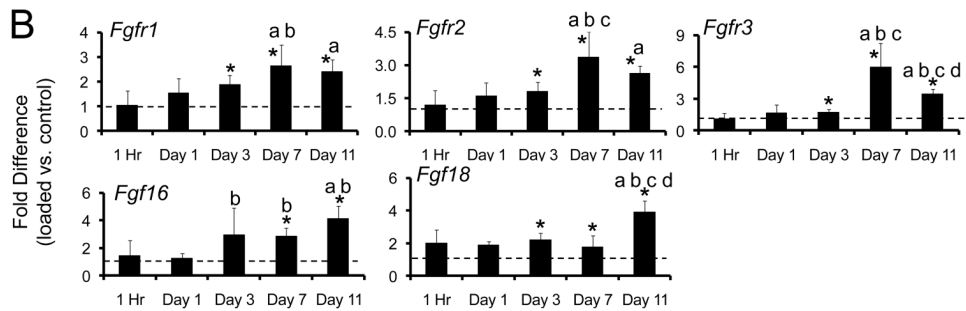 B
Fold Difference
(loaded vs. control)
Fgfr1
4
3
2
1
0
* a b * a *
1 Hr Day 1 Day 3 Day 7 Day 11
Fgfr2
4.5
3.0
1.5
0.0
* a b c * a *
1 Hr Day 1 Day 3 Day 7 Day 11
Fgfr3
9
6
3
0
* a b c * a b c d *
1 Hr Day 1 Day 3 Day 7 Day 11
Fgf16
6
4
2
0
b b * a b *
1 Hr Day 1 Day 3 Day 7 Day 11
Fgf18
6
4
2
0
* * a b c d *
1 Hr Day 1 Day 3 Day 7 Day 11